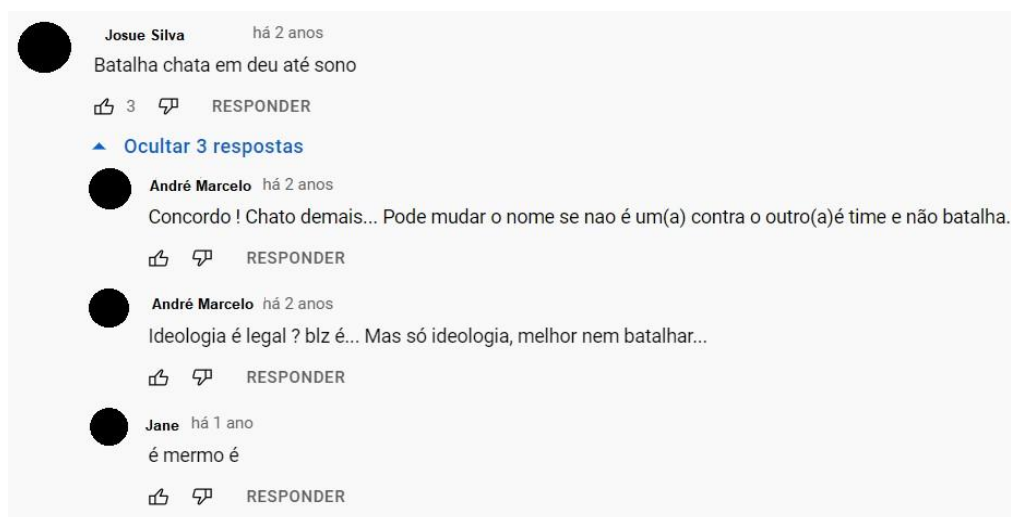 Josue Silva há 2 anos
Batalha chata em deu até sono
3 RESPONDER
Ocultar 3 respostas
André Marcelo há 2 anos
Concordo ! Chato demais... Pode mudar o nome se nao é um(a) contra o outro(a)é time e não batalha.
RESPONDER
André Marcelo há 2 anos
Ideologia é legal ? blz é... Mas só ideologia, melhor nem batalhar...
RESPONDER
Jane há 1 ano
é mermo é
RESPONDER